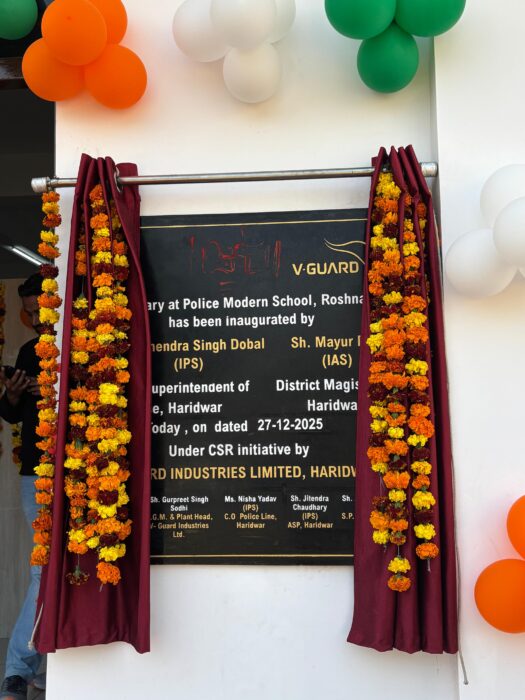 V-GUARD
ary at Police Modern School, Roshna
has been inaugurated by
hendra Singh Dobal Sh. Mayur
(IPS) (IAS)
uperintendent of District Magis
e, Haridwar Haridwa
oday , on dated 27-12-2025
Under CSR initiative by
RD INDUSTRIES LIMITED, HARIDW
Sh. Gurpreet Singh Ms. Nisha Yadav Sh. Jitendra Sh.
Sodhi (IPS) Chaudhary
G.M. & Plant Head, C.O Police Line, (IPS) S.P.
V- Guard Industries Haridwar ASP, Haridwar
Ltd.